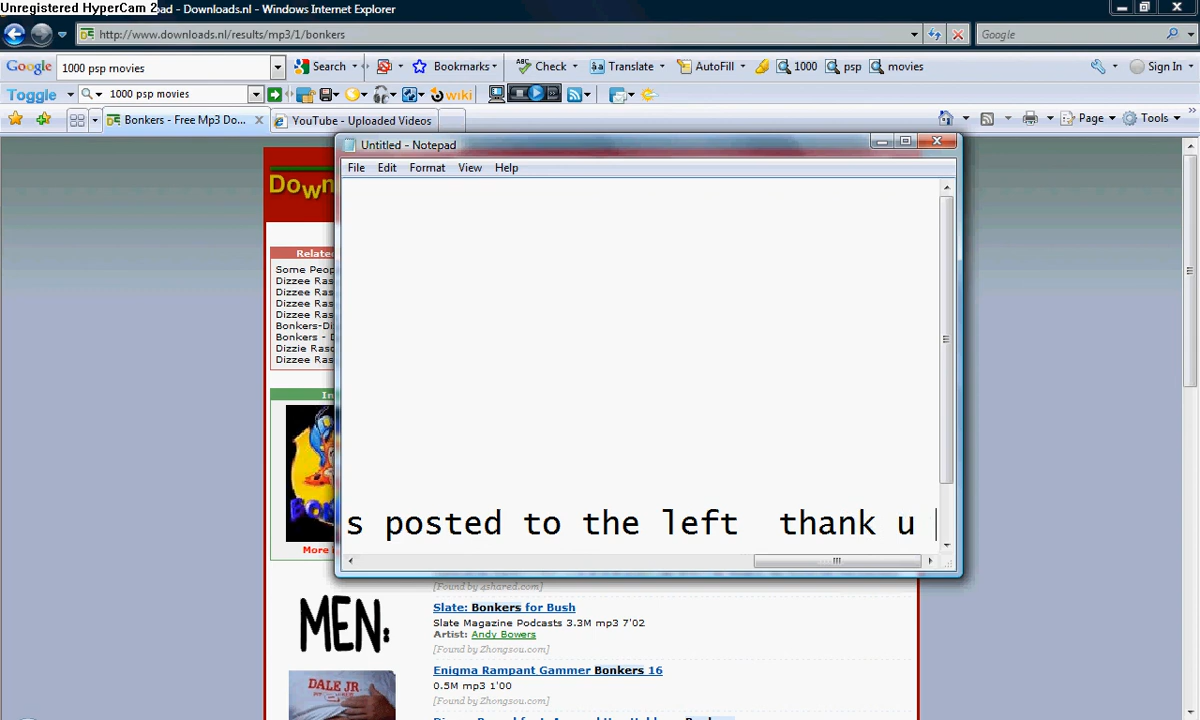 Unregistered HyperCam 2
oad - Downloads.nl - Windows Internet Explorer
http://www.downloads.nl/results/mp3/1/bonkers
Google
Google
1000 psp movies
Search
Bookmarks
ABC
Check
Translate
AutoFill
1000
psp
movies
Sign In
Toggle
1000 psp movies
wiki
Bonkers - Free Mp3 Do...
YouTube - Uploaded Videos
Page
Tools
Untitled - Notepad
File Edit Format View Help
s posted to the left  thank u
Down
Relate
Some Peop
Dizzee Ras
Dizzee Ras
Dizzee Ras
Dizzee Ras
Bonkers-Di
Bonkers - D
Dizzie Rasc
Dizzee Ras
In
BON
More
[Found by 4shared.com]
MEN:
Slate: Bonkers for Bush
Slate Magazine Podcasts 3.3M mp3 7'02
Artist: Andy Bowers
[Found by Zhongsou.com]
DALE JR
Enigma Rampant Gammer Bonkers 16
0.5M mp3 1'00
[Found by Zhongsou.com]